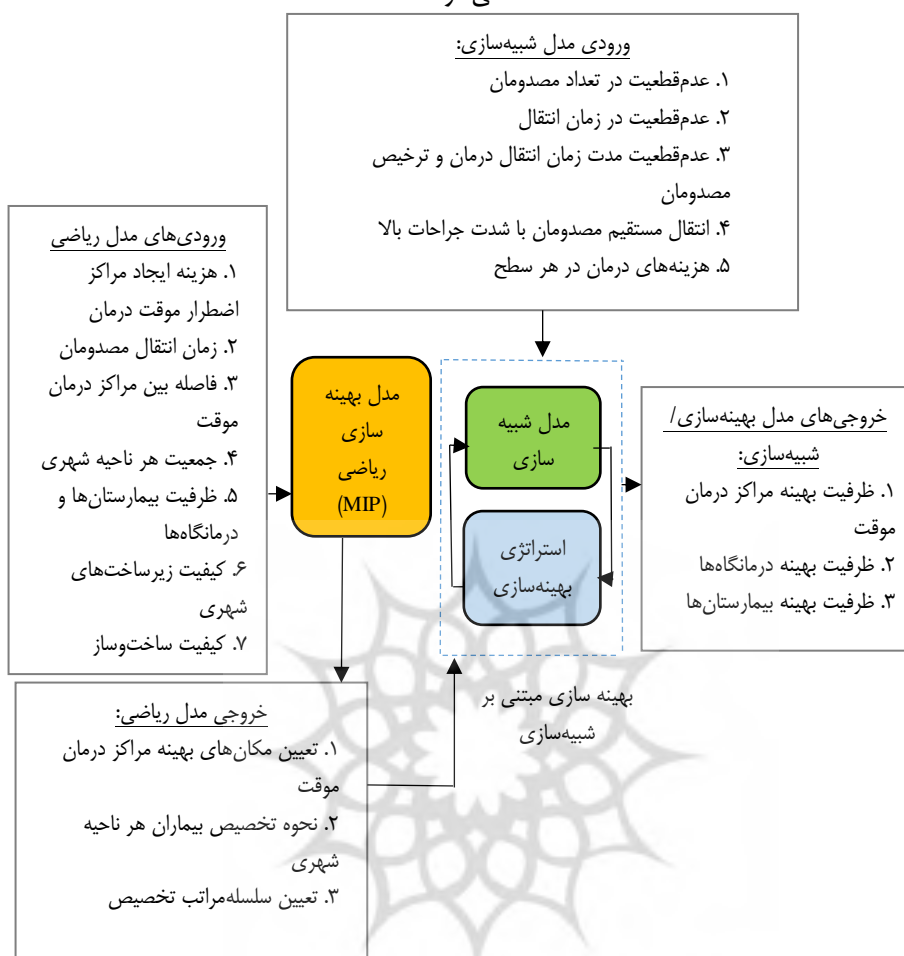 ورودی مدل شبیه‌سازی:
۱. عدم‌قطعیت در تعداد مصدومان
۲. عدم‌قطعیت در زمان انتقال
۳. عدم‌قطعیت مدت زمان انتقال درمان و ترخیص
مصدومان
۴. انتقال مستقیم مصدومان با شدت جراحات بالا
۵. هزینه‌های درمان در هر سطح
ورودی‌های مدل ریاضی
۱. هزینه ایجاد مراکز
اضطرار موقت درمان
۲. زمان انتقال مصدومان
۳. فاصله بین مراکز درمان
موقت
۴. جمعیت هر ناحیه شهری
۵. ظرفیت بیمارستان‌ها و
درمانگاه‌ها
۶. کیفیت زیرساخت‌های
شهری
۷. کیفیت ساخت‌وساز
مدل بهینه
سازی
ریاضی
(MIP)
مدل شبیه
سازی
استراتژی
بهینه‌سازی
خروجی‌های مدل بهینه‌سازی/
شبیه‌سازی:
۱. ظرفیت بهینه مراکز درمان
موقت
۲. ظرفیت بهینه درمانگاه‌ها
۳. ظرفیت بهینه بیمارستان‌ها
بهینه سازی مبتنی بر
شبیه‌سازی
خروجی مدل ریاضی:
۱. تعیین مکان‌های بهینه مراکز درمان
موقت
۲. نحوه تخصیص بیماران هر ناحیه
شهری
۳. تعیین سلسله‌مراتب تخصیص